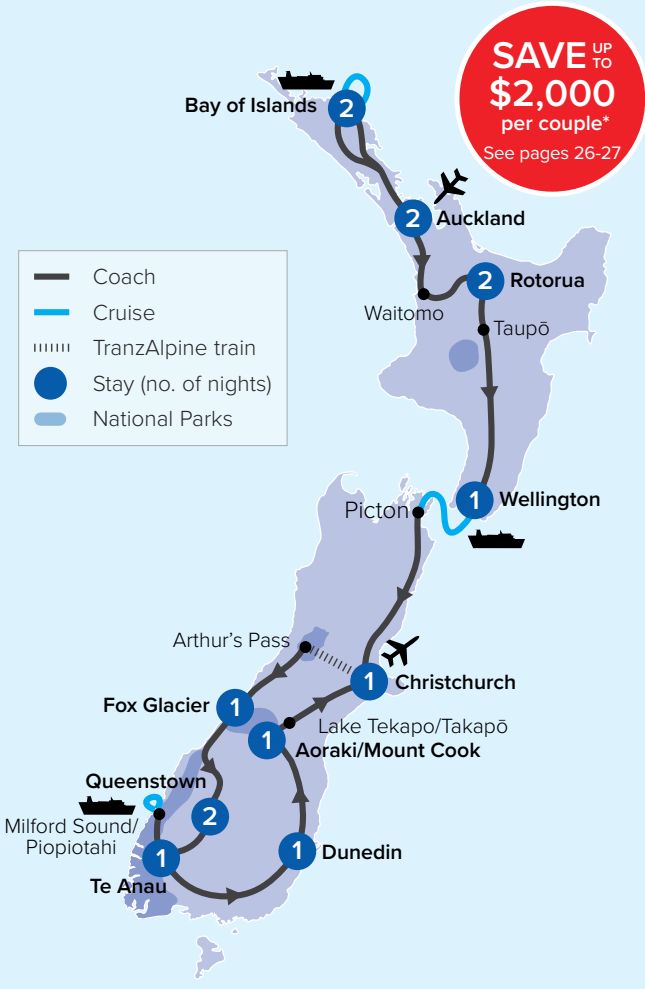 SAVE UP TO
$2,000
per couple*
See pages 26-27
Bay of Islands
2
2
Auckland
Coach
Cruise
TranzAlpine train
Stay (no. of nights)
National Parks
2
Rotorua
Waitomo
Taupō
1
Wellington
Picton
Arthur's Pass
1
Christchurch
Fox Glacier
1
Lake Tekapo/Takapō
1
Aoraki/Mount Cook
Queenstown
2
Milford Sound/
Piopiotahi
1
Te Anau
1
Dunedin